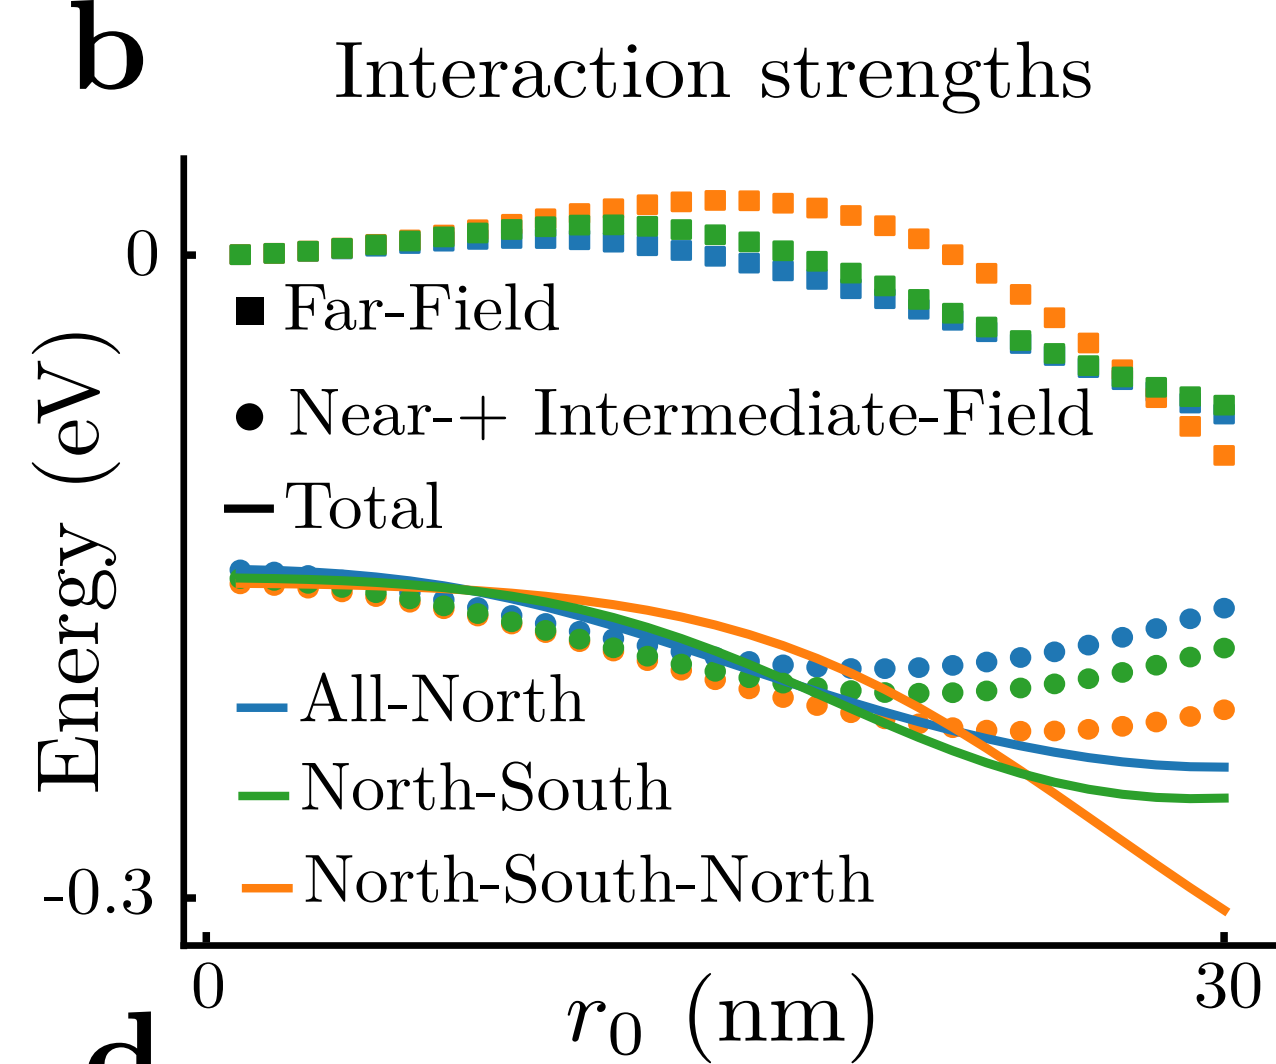 b
Interaction strengths
0
Far-Field
Near-+ Intermediate-Field
Total
Energy (eV)
All-North
North-South
North-South-North
-0.3
0
30
r₀ (nm)
d